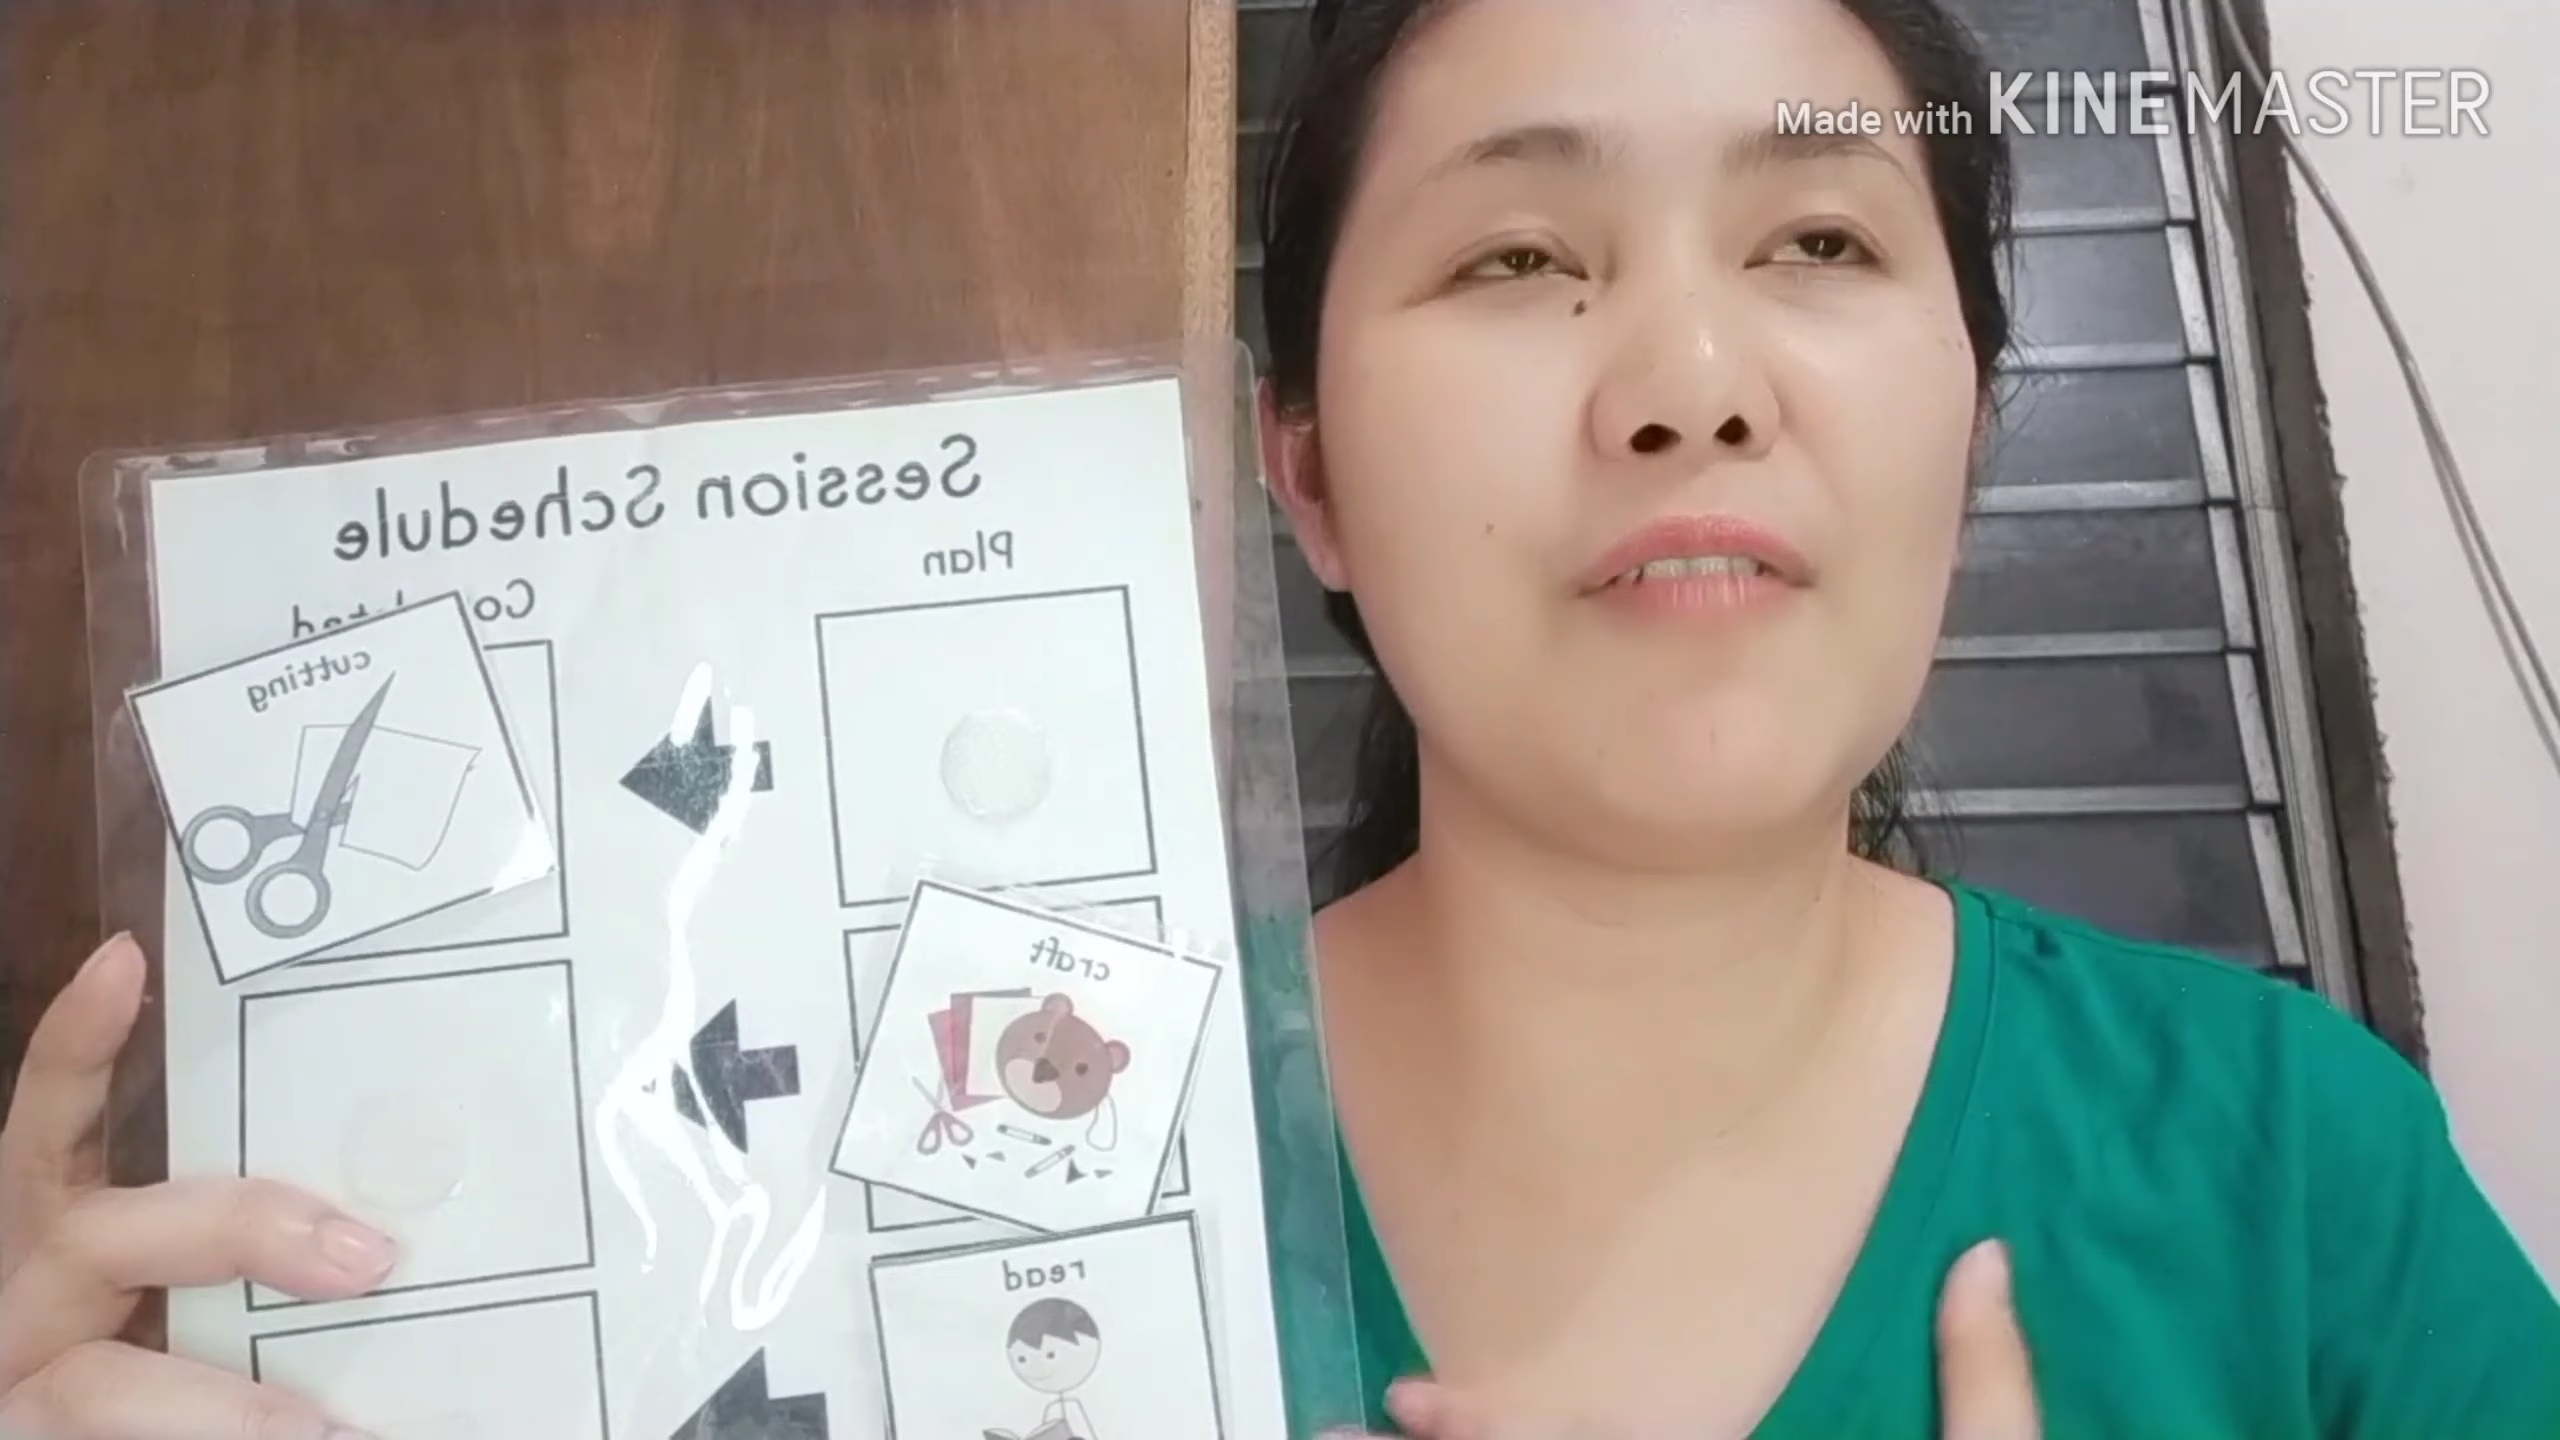 Made with KINEMASTER
Session Schedule
Plan
cutting
craft
read